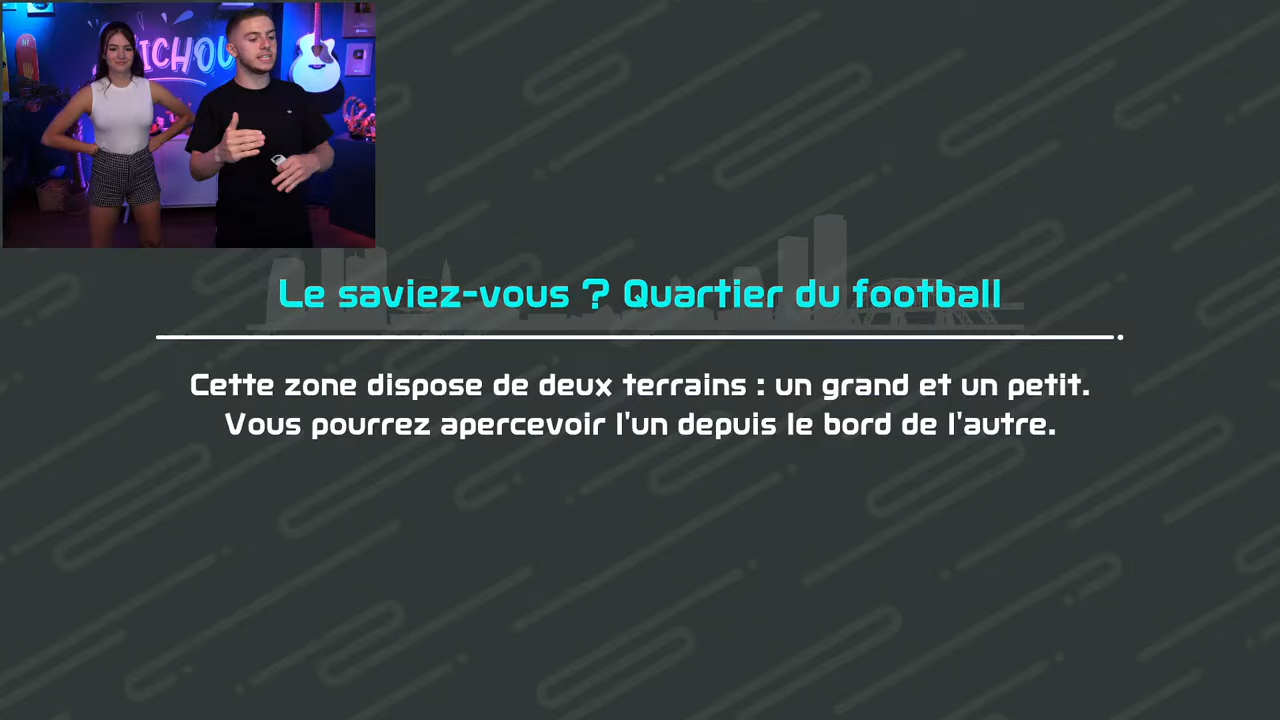 ICHOU
Le saviez-vous ? Quartier du football
Cette zone dispose de deux terrains : un grand et un petit.
Vous pourrez apercevoir l'un depuis le bord de l'autre.